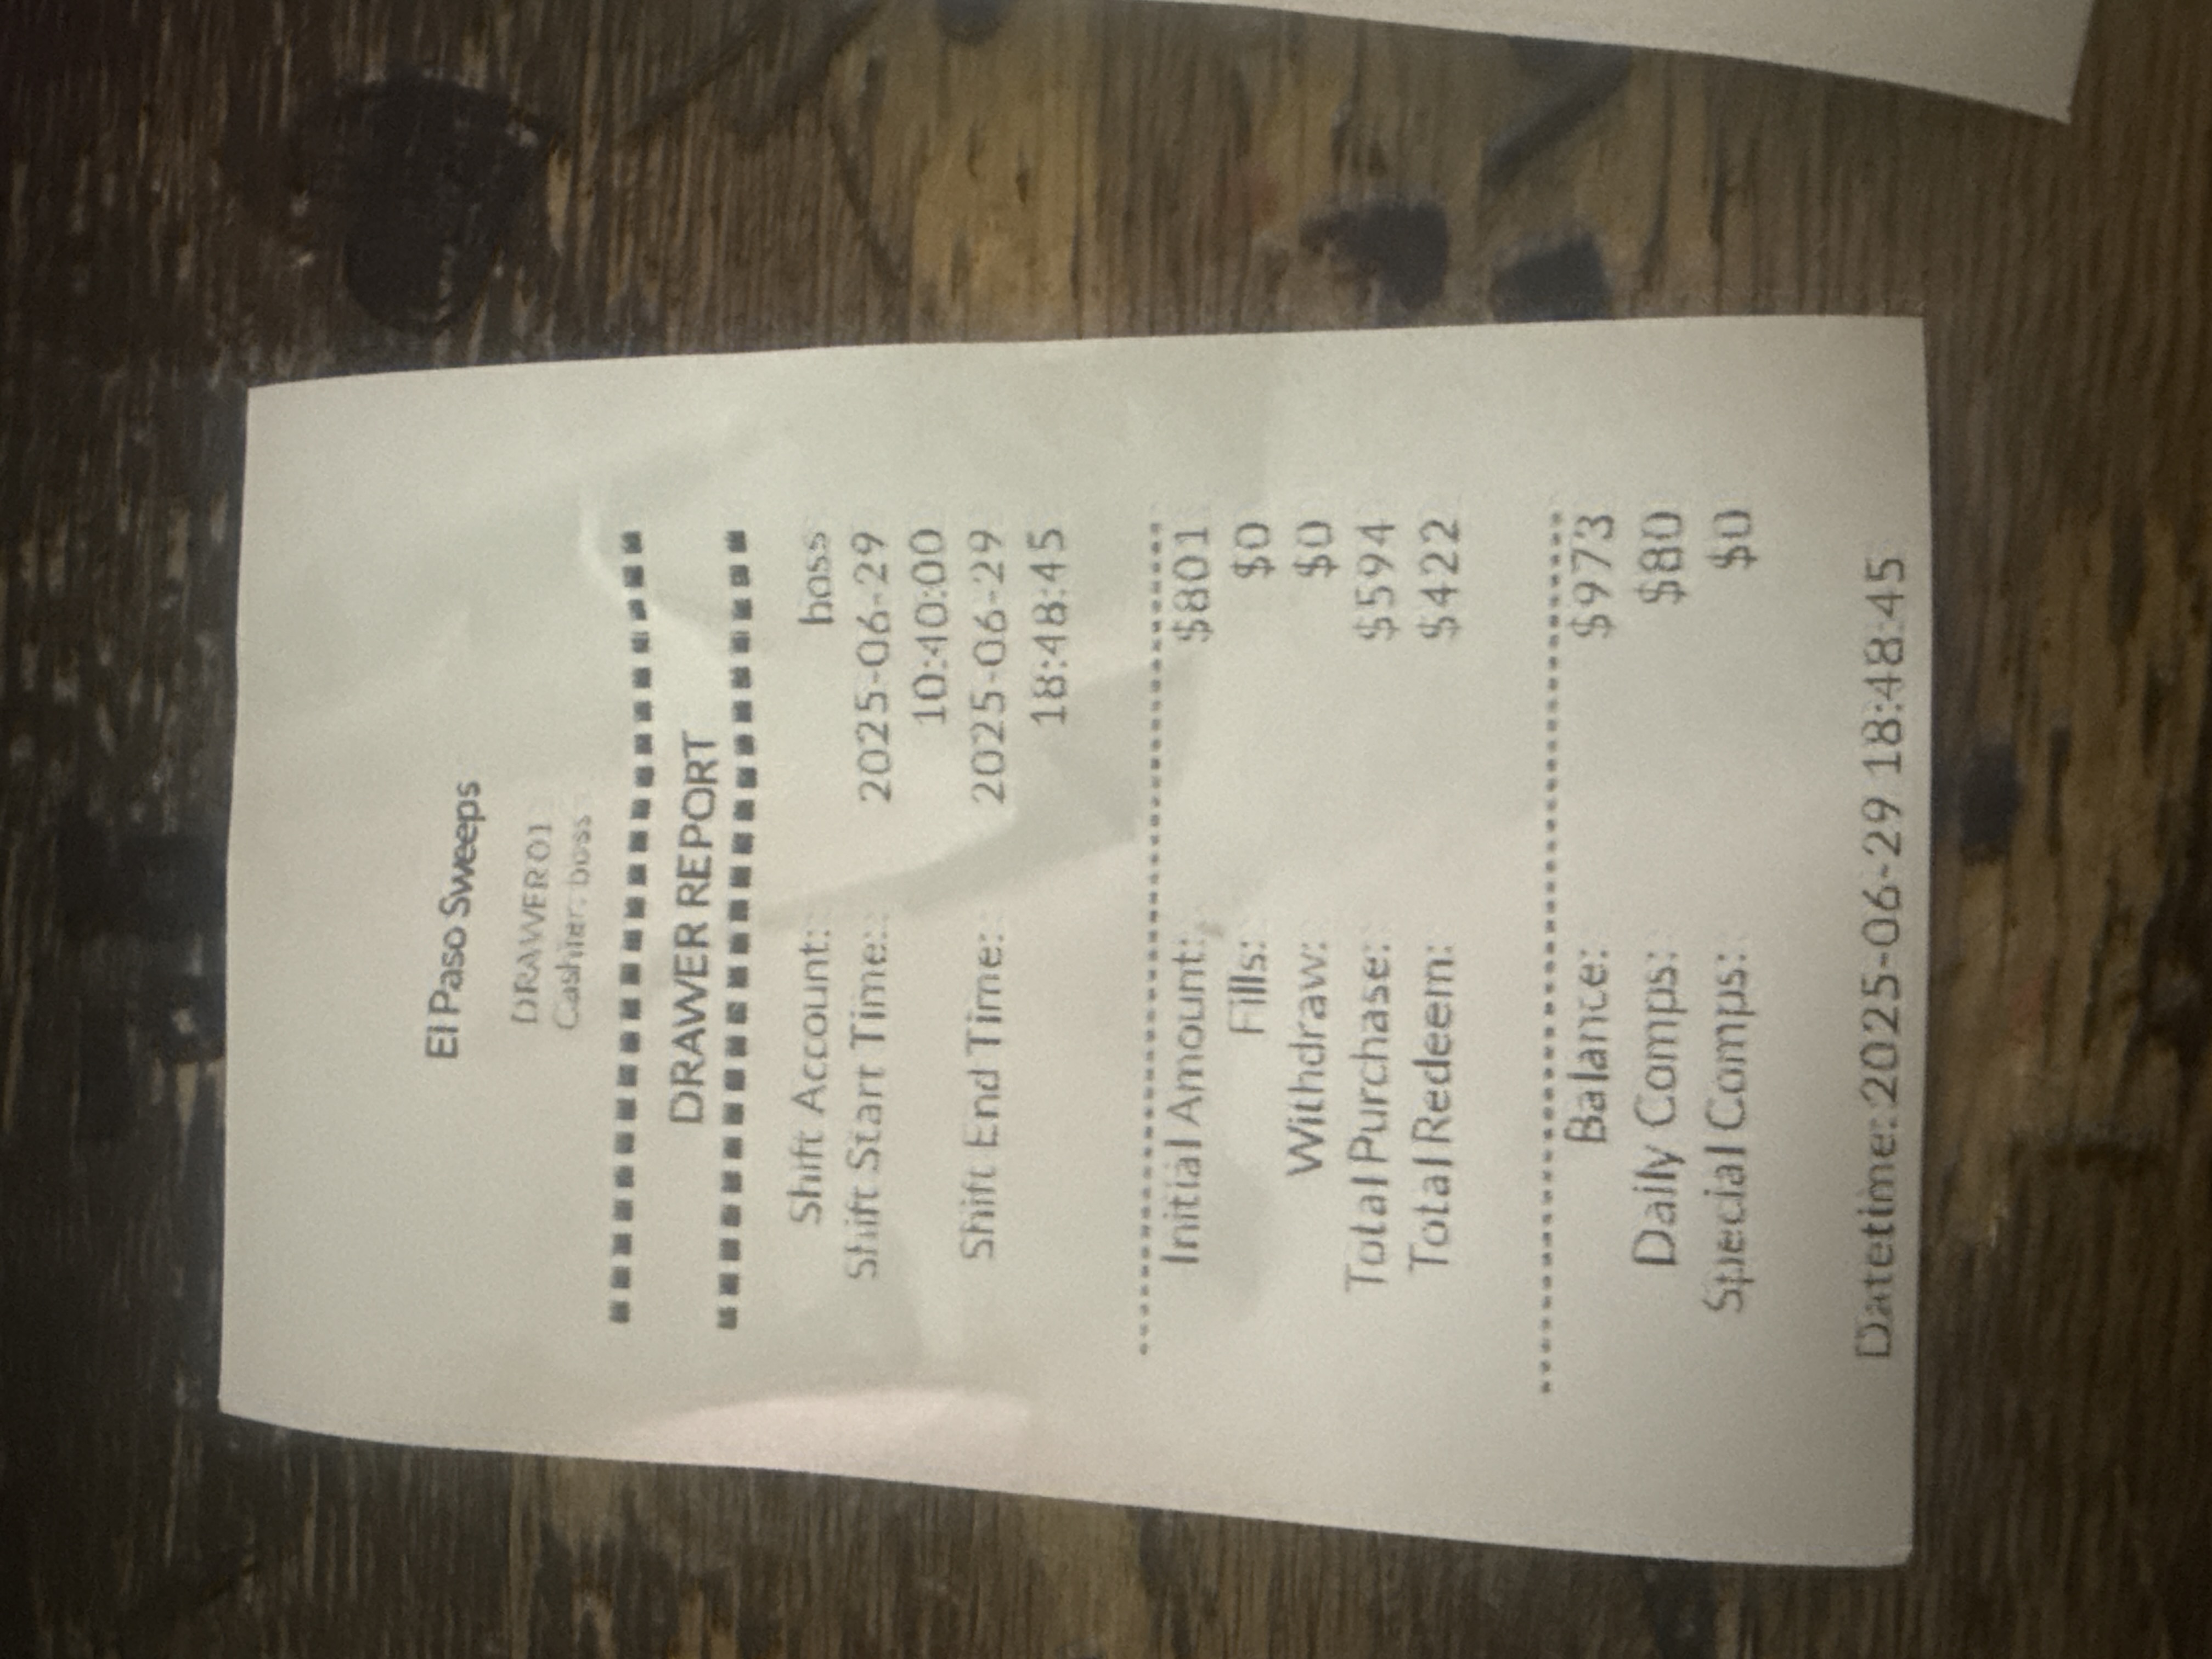 El Paso Sweeps
DRAWER01
Cashier: boss
DRAWER REPORT
Shift Account: boss
Shift Start Time: 2025-06-29
10:40:00
Shift End Time: 2025-06-29
18:48:45
Initial Amount: $801
Fills: $0
Withdraw: $0
Total Purchase: $594
Total Redeem: $422
Balance: $973
Daily Comps: $80
Special Comps: $0
Datetime:2025-06-29 18:48:45